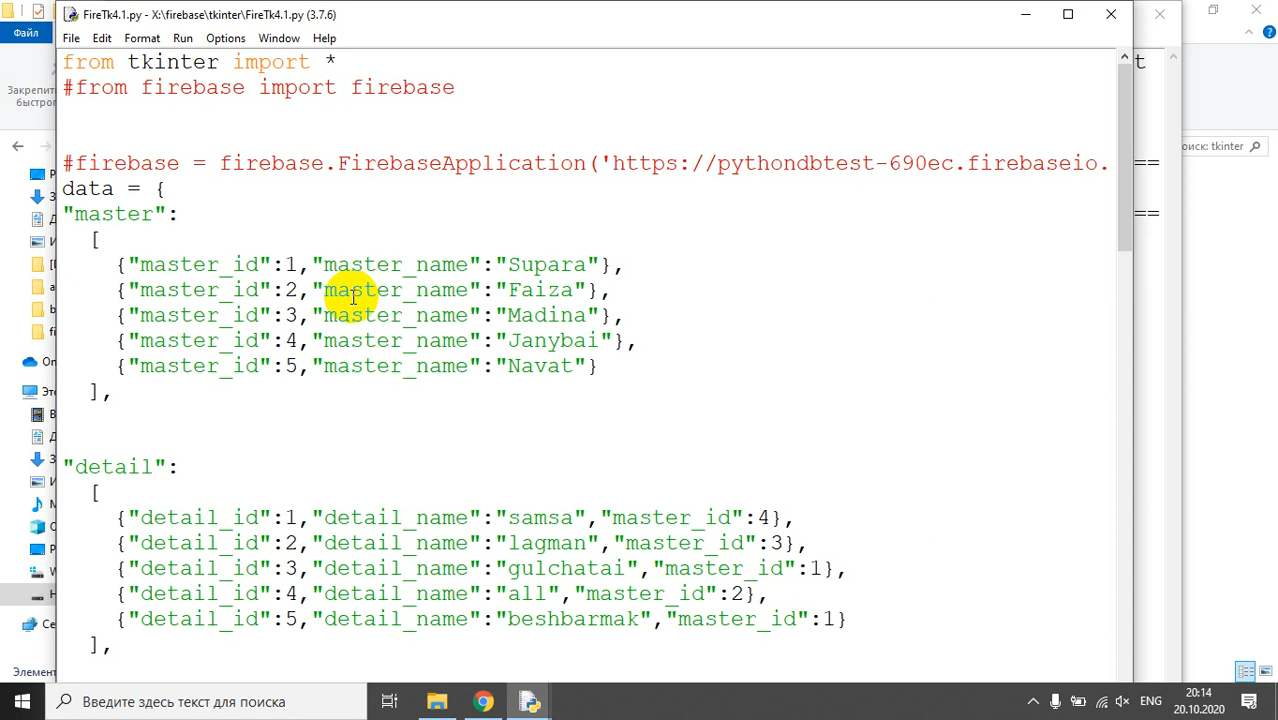 FireTk4.1.py - X:\firebase\tkinter\FireTk4.1.py (3.7.6)
Файл
File Edit Format Run Options Window Help
from tkinter import *
#from firebase import firebase
Закрепить
быстрог
#firebase = firebase.FirebaseApplication('https://pythondbtest-690ec.firebaseio.
data = {
"master":
[
{"master_id":1,"master_name":"Supara"},
{"master_id":2,"master_name":"Faiza"},
{"master_id":3,"master_name":"Madina"},
{"master_id":4,"master_name":"Janybai"},
{"master_id":5,"master_name":"Navat"}
],
"detail":
[
{"detail_id":1,"detail_name":"samsa","master_id":4},
{"detail_id":2,"detail_name":"lagman","master_id":3},
{"detail_id":3,"detail_name":"gulchatai","master_id":1},
{"detail_id":4,"detail_name":"all","master_id":2},
{"detail_id":5,"detail_name":"beshbarmak","master_id":1}
],
t
==
==
оиск: tkinter
Элемент
Введите здесь текст для поиска
ENG
20:14
20.10.2020